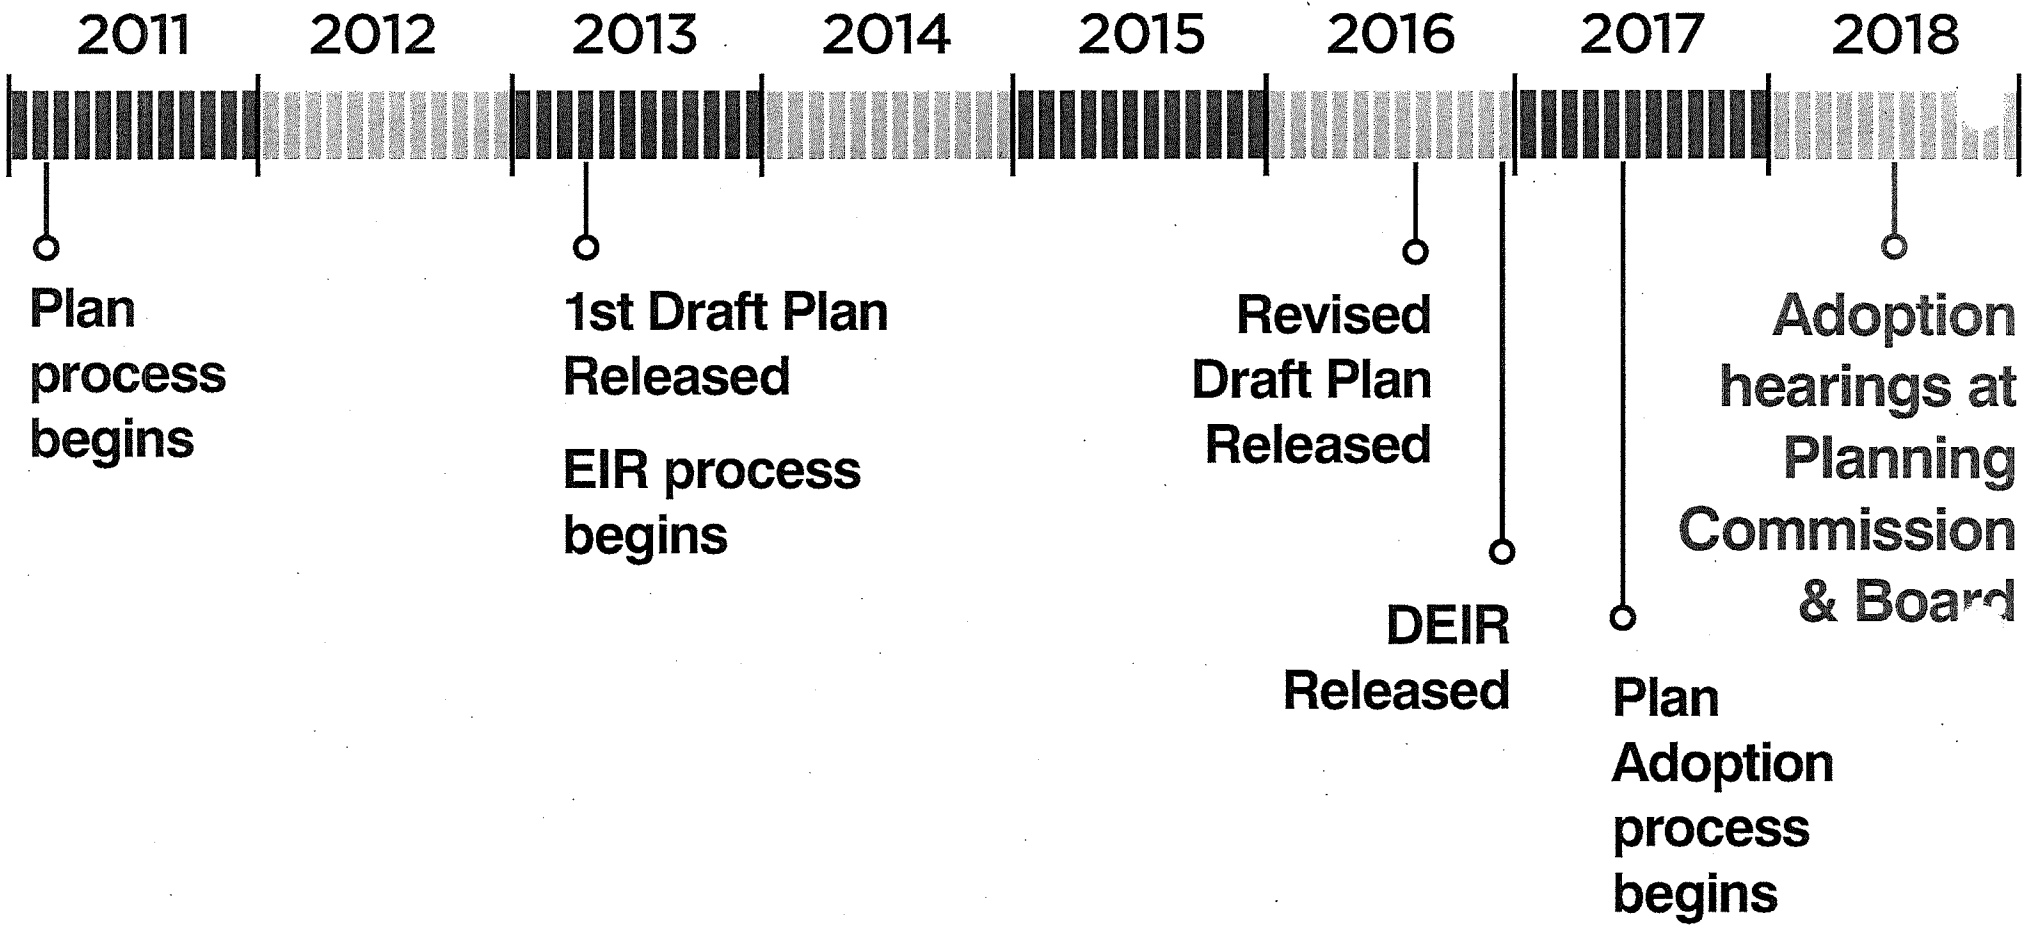 2011 2012 2013 2014 2015 2016 2017 2018
Plan
process
begins
1st Draft Plan
Released
EIR process
begins
Revised
Draft Plan
Released
DEIR
Released
Plan
Adoption
process
begins
Adoption
hearings at
Planning
Commission
& Board